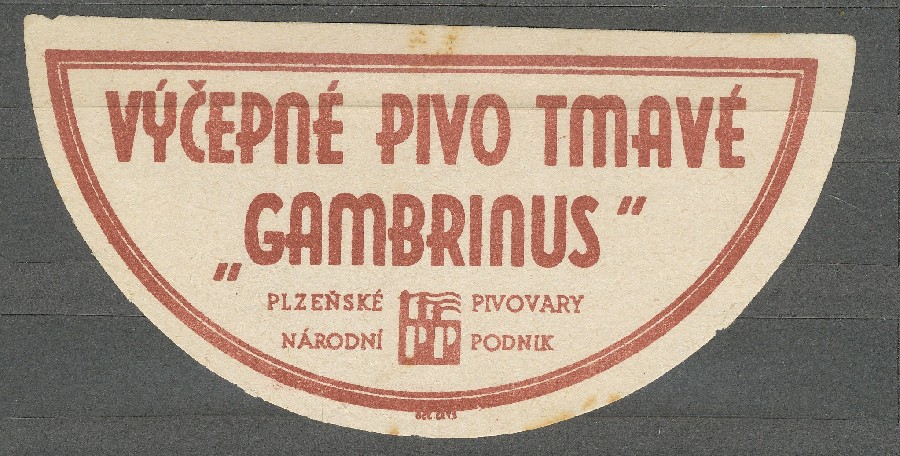 VÝČEPNÉ PIVO TMAVÉ
„GAMBRINUS"
PLZEŇSKÉ PIVOVARY
NÁRODNÍ PODNIK